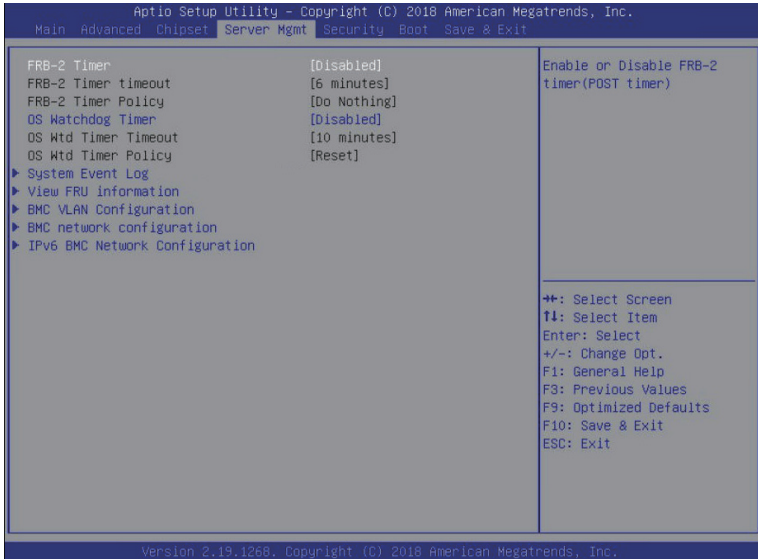 Aptio Setup Utility – Copyright (C) 2018 American Megatrends, Inc.
Main Advanced Chipset Server Mgmt Security Boot Save & Exit
FRB-2 Timer [Disabled]
FRB-2 Timer timeout [6 minutes]
FRB-2 Timer Policy [Do Nothing]
OS Watchdog Timer [Disabled]
OS Wtd Timer Timeout [10 minutes]
OS Wtd Timer Policy [Reset]
System Event Log
View FRU information
BMC VLAN Configuration
BMC network configuration
IPv6 BMC Network Configuration
Enable or Disable FRB-2
timer(POST timer)
→←: Select Screen
↑↓: Select Item
Enter: Select
+/-: Change Opt.
F1: General Help
F3: Previous Values
F9: Optimized Defaults
F10: Save & Exit
ESC: Exit
Version 2.19.1268. Copyright (C) 2018 American Megatrends, Inc.